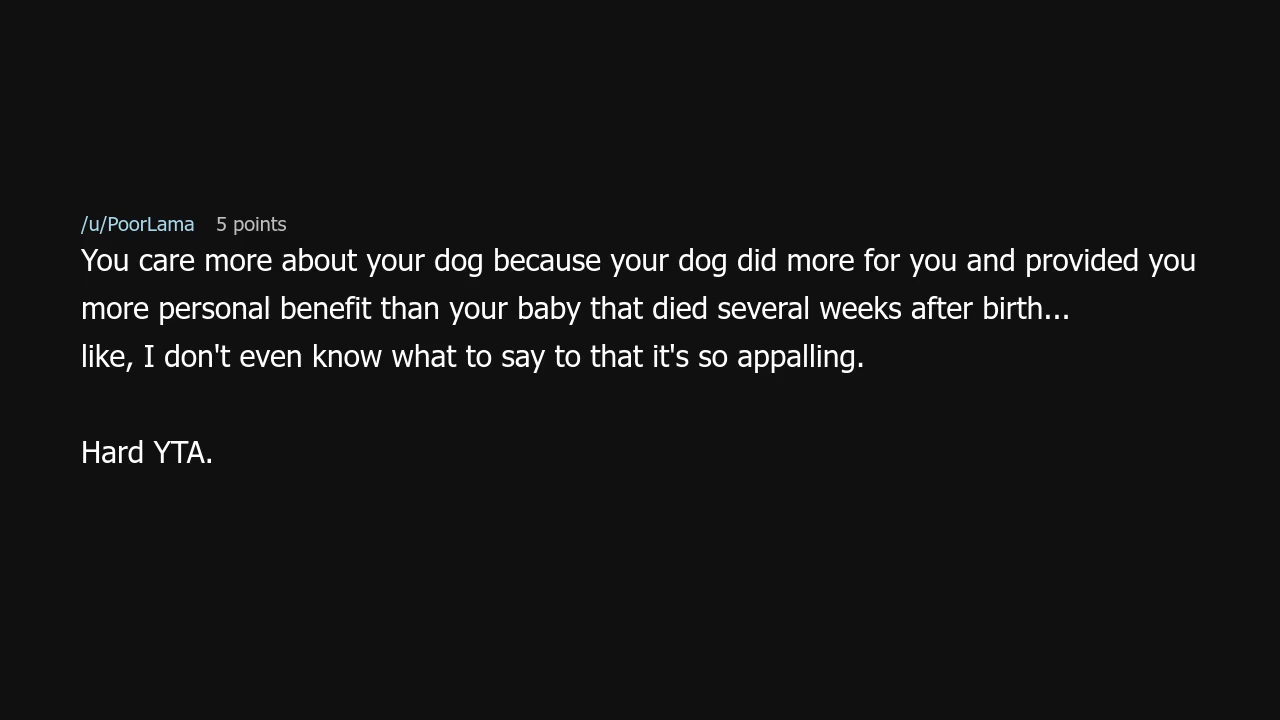 /u/PoorLama 5 points
You care more about your dog because your dog did more for you and provided you
more personal benefit than your baby that died several weeks after birth...
like, I don't even know what to say to that it's so appalling.
Hard YTA.